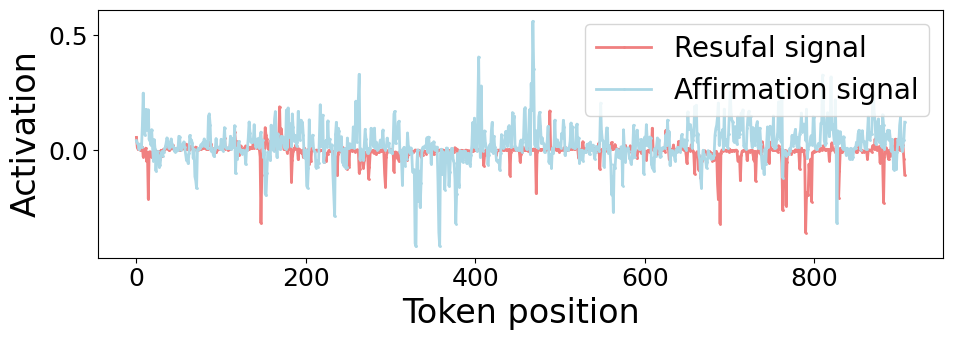 Activation
0.5
0.0
Resufal signal
Affirmation signal
0
200
400
600
800
Token position